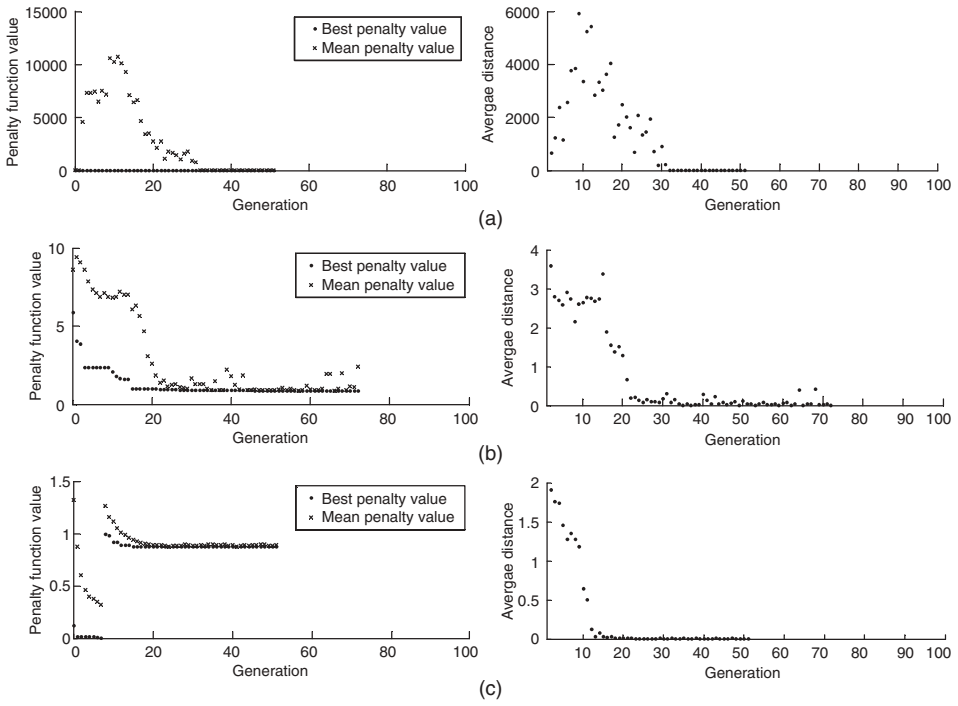 15000
10000
5000
0
Penalty function value
• Best penalty value
× Mean penalty value
0 20 40 60 80 100
Generation
6000
4000
2000
0
Avergae distance
10 20 30 40 50 60 70 80 90 100
Generation
(a)
10
5
0
Penalty function value
• Best penalty value
× Mean penalty value
0 20 40 60 80 100
Generation
4
3
2
1
0
Avergae distance
10 20 30 40 50 60 70 80 90 100
Generation
(b)
1.5
1
0.5
0
Penalty function value
• Best penalty value
× Mean penalty value
0 20 40 60 80 100
Generation
2
1.5
1
0.5
0
Avergae distance
10 20 30 40 50 60 70 80 90 100
Generation
(c)